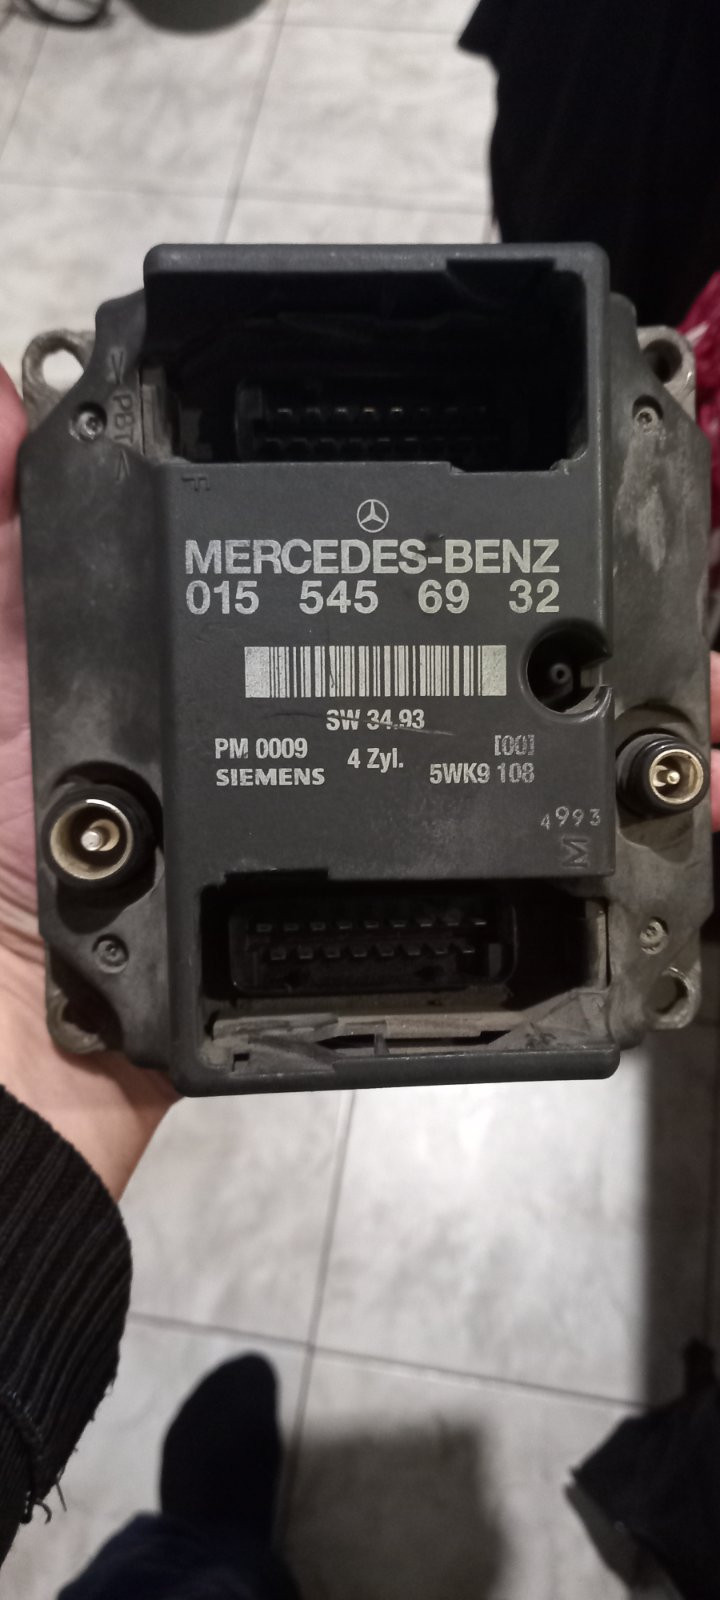 >PBT<
F
MERCEDES-BENZ
015 545 69 32
SW 34.93
PM 0009 4 Zyl. [00]
SIEMENS 5WK9 108
4993
M